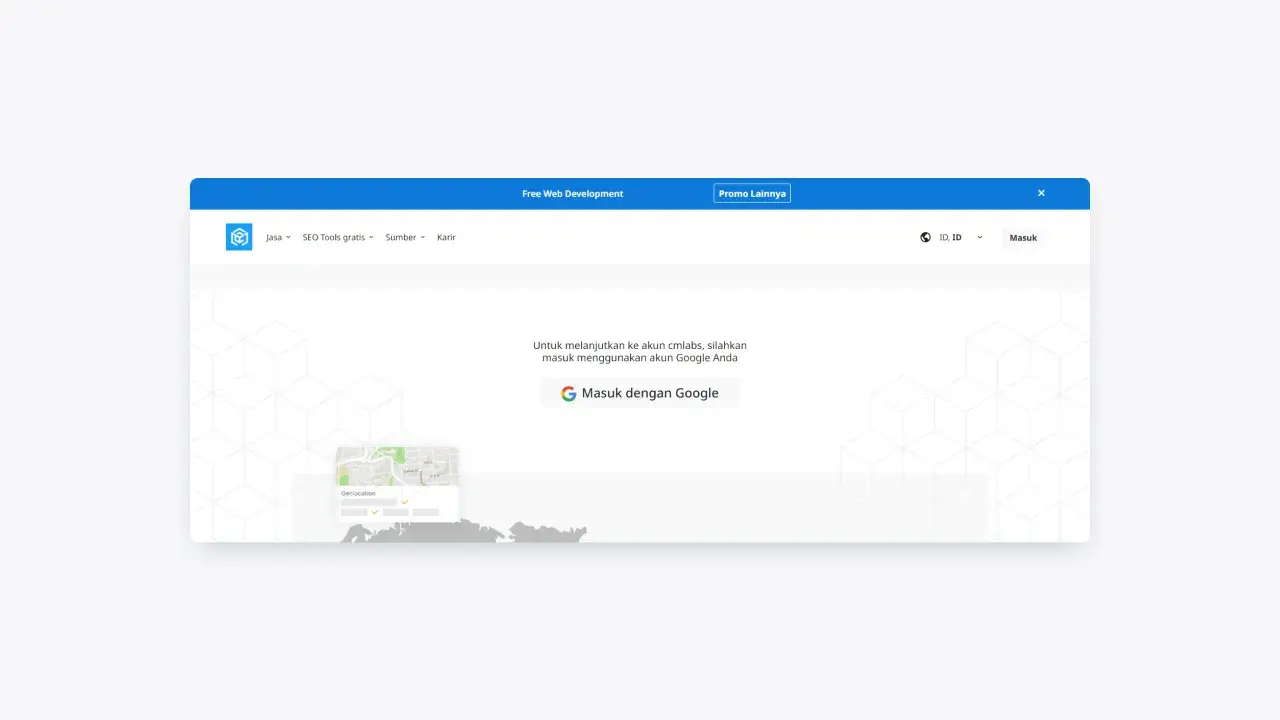 Free Web Development
Promo Lainnya
Jasa
SEO Tools gratis
Sumber
Karir
ID, ID
Masuk
Untuk melanjutkan ke akun cmlabs, silahkan
masuk menggunakan akun Google Anda
Masuk dengan Google
Geolocation